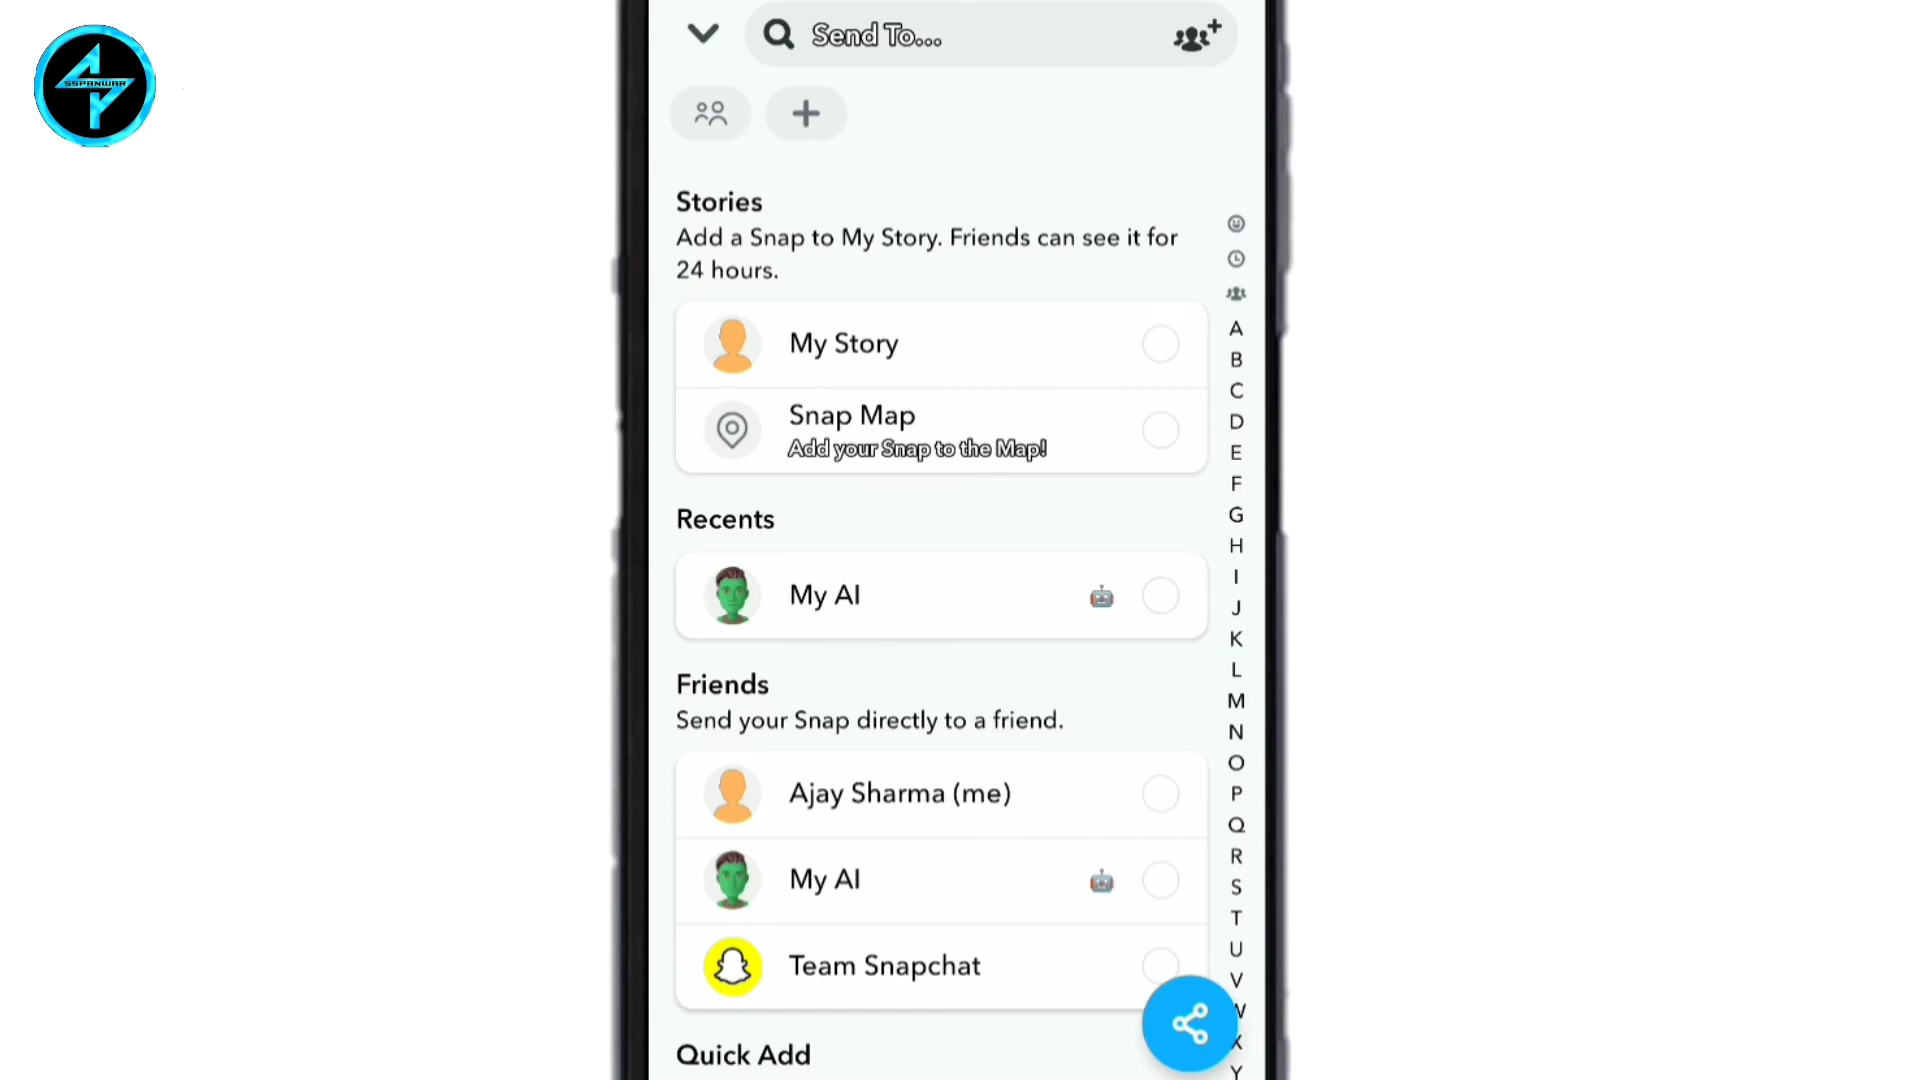 SSPANWAR
Send To...
Stories
Add a Snap to My Story. Friends can see it for
24 hours.
My Story
Snap Map
Add your Snap to the Map!
Recents
My AI
Friends
Send your Snap directly to a friend.
Ajay Sharma (me)
My AI
Team Snapchat
Quick Add
A
B
C
D
E
F
G
H
I
J
K
L
M
N
O
P
Q
R
S
T
U
V
W
X
Y